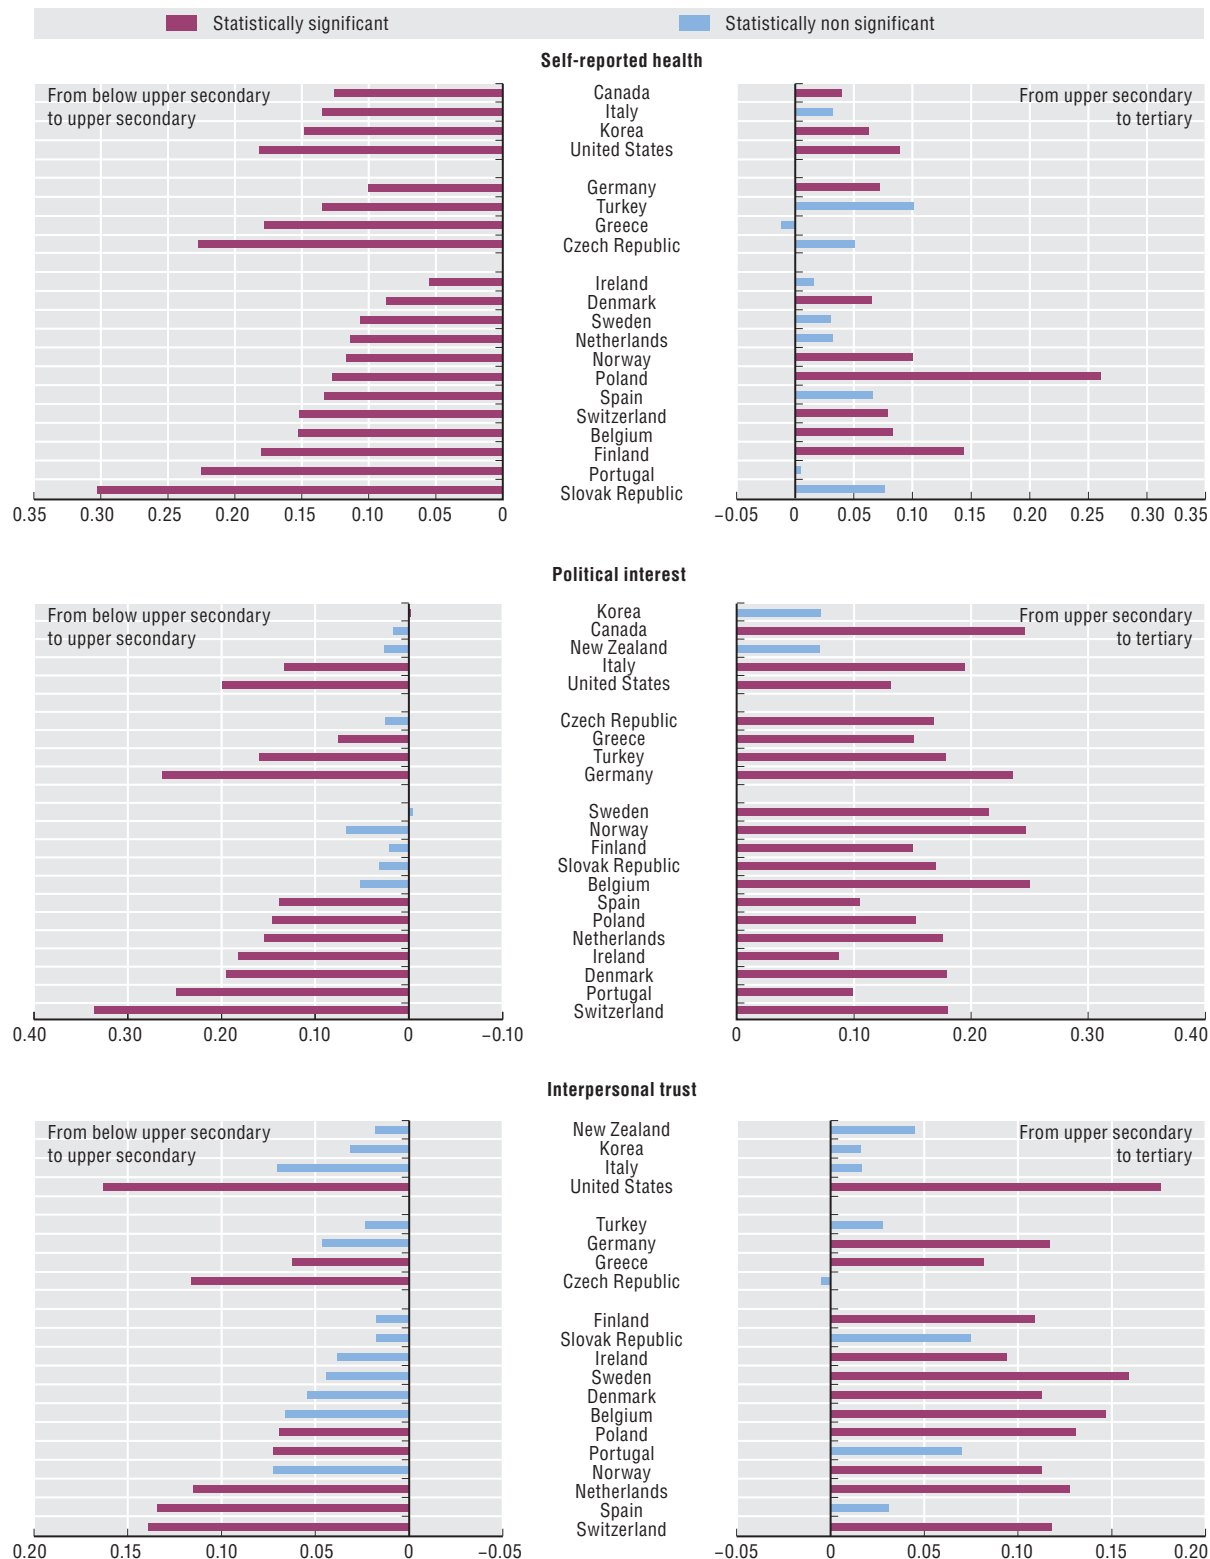 Statistically significant
Statistically non significant
Self-reported health
From below upper secondary
to upper secondary
Canada
Italy
Korea
United States
Germany
Turkey
Greece
Czech Republic
Ireland
Denmark
Sweden
Netherlands
Norway
Poland
Spain
Switzerland
Belgium
Finland
Portugal
Slovak Republic
From upper secondary
to tertiary
0.35 0.30 0.25 0.20 0.15 0.10 0.05 0
−0.05 0 0.05 0.10 0.15 0.20 0.25 0.30 0.35
Political interest
From below upper secondary
to upper secondary
Korea
Canada
New Zealand
Italy
United States
Czech Republic
Greece
Turkey
Germany
Sweden
Norway
Finland
Slovak Republic
Belgium
Spain
Poland
Netherlands
Ireland
Denmark
Portugal
Switzerland
From upper secondary
to tertiary
0.40 0.30 0.20 0.10 0 −0.10
0 0.10 0.20 0.30 0.40
Interpersonal trust
From below upper secondary
to upper secondary
New Zealand
Korea
Italy
United States
Turkey
Germany
Greece
Czech Republic
Finland
Slovak Republic
Ireland
Sweden
Denmark
Belgium
Poland
Portugal
Norway
Netherlands
Spain
Switzerland
From upper secondary
to tertiary
0.20 0.15 0.10 0.05 0 −0.05
−0.05 0 0.05 0.10 0.15 0.20